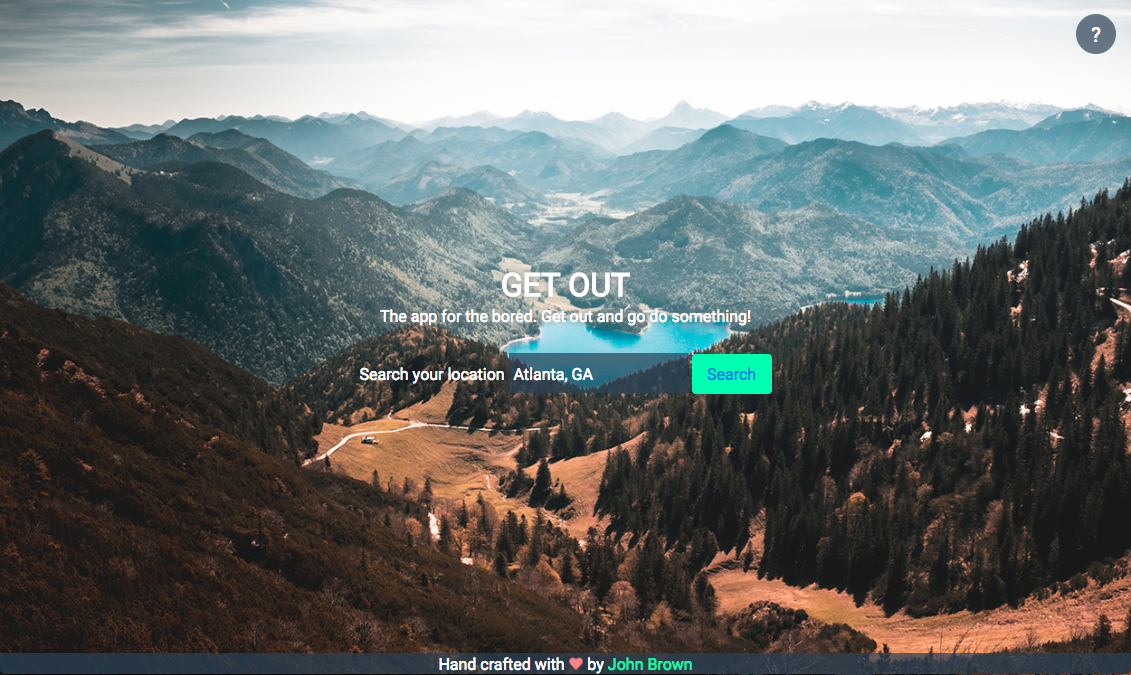 ?
GET OUT
The app for the bored. Get out and go do something!
Search your location Atlanta, GA Search
Hand crafted with ♥ by John Brown